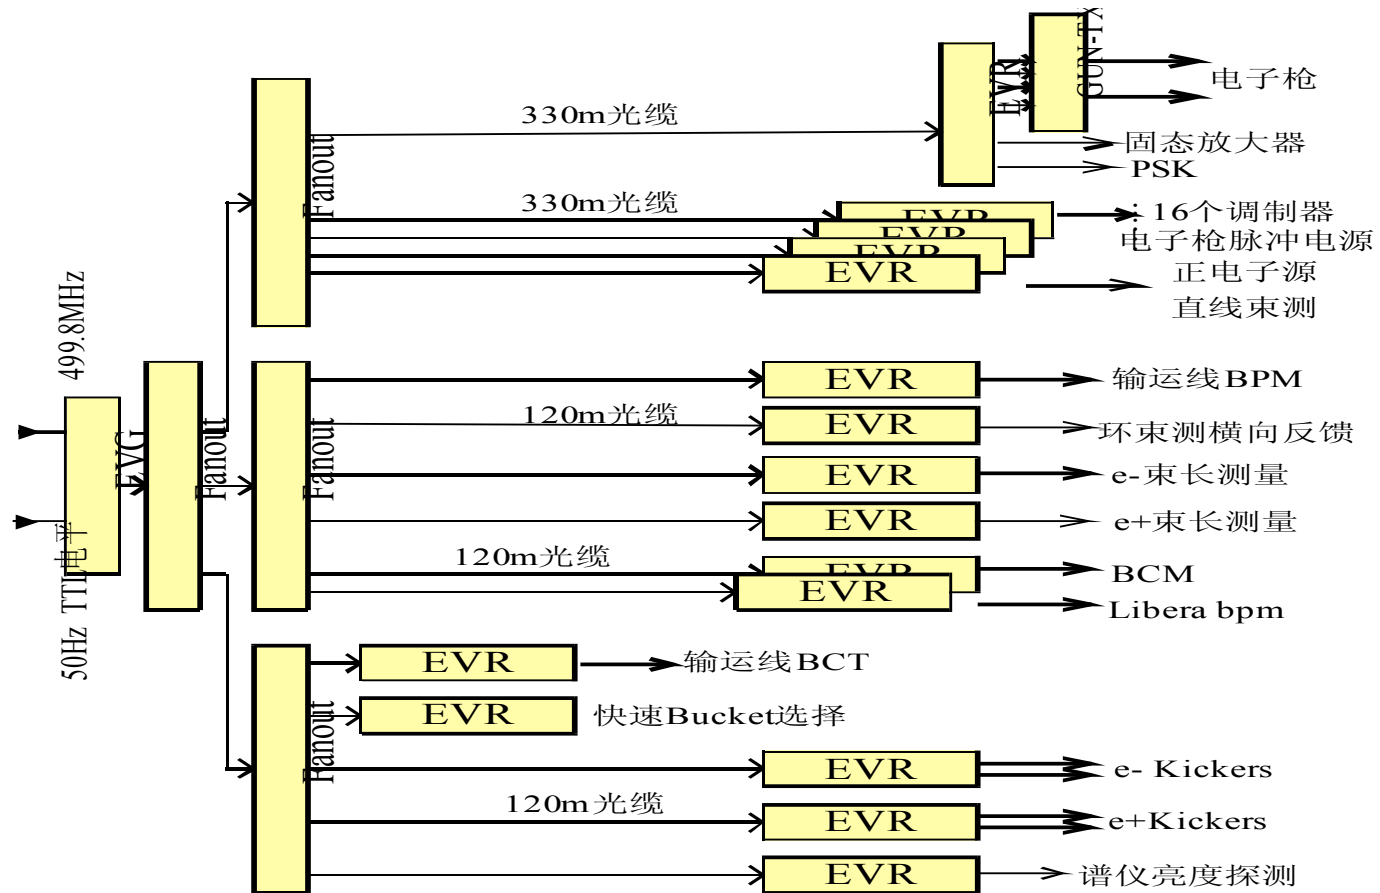 499.8MHz
50Hz TTL电平
EVG
Fanout
Fanout
330m光缆
EVR
GUN-TX
电子枪
固态放大器
PSK
330m光缆
EVR
EVR
EVR
EVR
⋮16个调制器
电子枪脉冲电源
正电子源
直线束测
Fanout
EVR
输运线BPM
120m光缆
EVR
环束测横向反馈
EVR
e-束长测量
EVR
e+束长测量
120m光缆
EVR
BCM
EVR
Libera bpm
Fanout
EVR
输运线BCT
EVR
快速Bucket选择
EVR
e- Kickers
120m光缆
EVR
e+Kickers
EVR
谱仪亮度探测